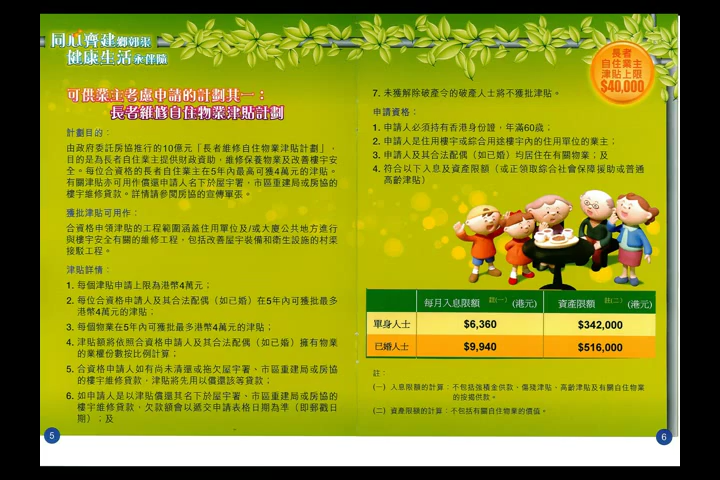 同心齊建鄉郊梁
健康生活永伴隨
長者
自住業主
津貼上限
$40,000
可供業主考慮申請的計劃其一：
長者維修自住物業津貼計劃
計劃目的：
由政府委託房協推行的10億元「長者維修自住物業津貼計劃」，
目的是為長者自住業主提供財政資助，維修保養物業及改善樓宇安
全。每位合資格的長者自住業主在5年內最高可獲4萬元的津貼。
有關津貼亦可用作償還申請人名下於屋宇署，市區重建局或房協的
樓宇維修貸款。詳情請參閱房協的宣傳單張。
獲批津貼可用作：
合資格申領津貼的工程範圍涵蓋住用單位及/或大廈公共地方進行
與樓宇安全有關的維修工程，包括改善屋宇裝備和衛生設施的村渠
接駁工程。
津貼詳情：
1. 每個津貼申請上限為港幣4萬元；
2. 每位合資格申請人及其合法配偶（如已婚）在5年內可獲批最多
港幣4萬元的津貼；
3. 每個物業在5年內可獲批最多港幣4萬元的津貼；
4. 津貼額將依照合資格申請人及其合法配偶（如已婚）擁有物業
的業權份數按比例計算；
5. 合資格申請人如有尚未清還或拖欠屋宇署、市區重建局或房協
的樓宇維修貸款，津貼將先用以償還該等貸款；
6. 如申請人是以津貼償還其名下於屋宇署，市區重建局或房協的
樓宇維修貸款，欠款額會以遞交申請表格日期為準（即郵戳日
期）；及
5
7. 未獲解除破產令的破產人士將不獲批津貼。
申請資格：
1. 申請人必須持有香港身份證，年滿60歲；
2. 申請人是住用樓宇或綜合用途樓宇內的住用單位的業主；
3. 申請人及其合法配偶（如已婚）均居住在有關物業；及
4. 符合以下入息及資產限額（或正領取綜合社會保障援助或普通
高齡津貼）
每月入息限額 註(一) (港元) 資產限額 註(二) (港元)
單身人士 $6,360 $342,000
已婚人士 $9,940 $516,000
註：
（一）入息限額的計算：不包括強積金供款、傷殘津貼、高齡津貼及有關自住物業
的按揭供款。
（二）資產限額的計算：不包括有關自住物業的價值。
6